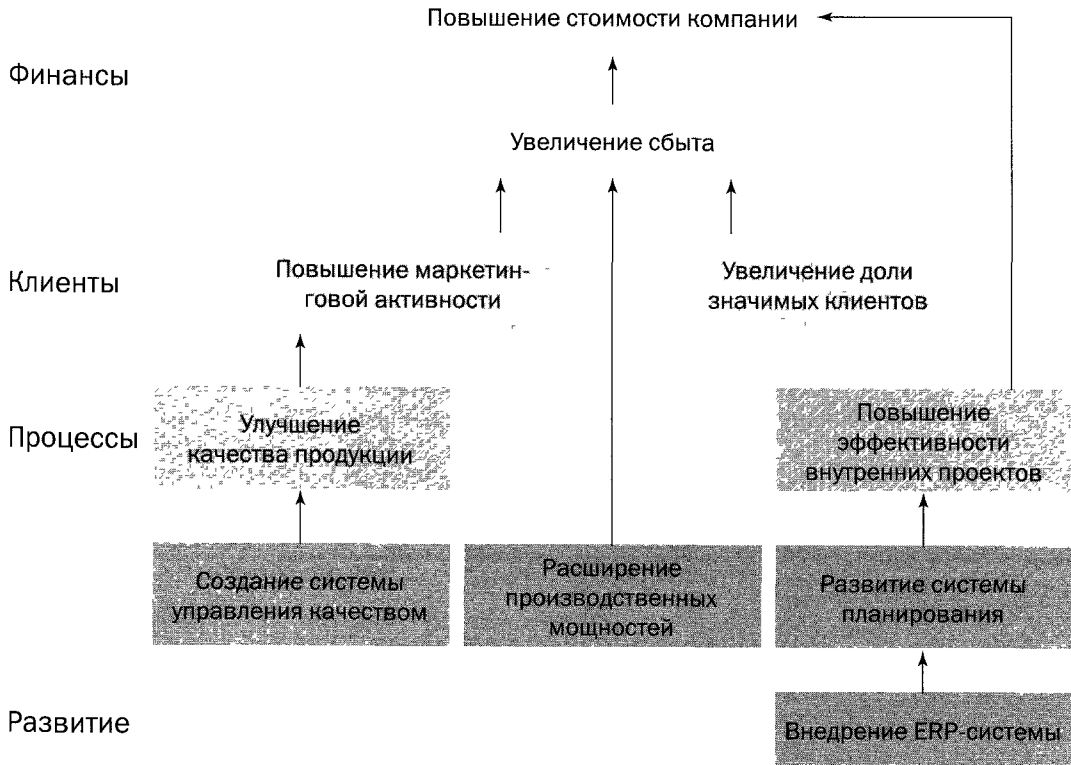 Повышение стоимости компании
Финансы
Увеличение сбыта
Клиенты
Повышение маркетин-
говой активности
Увеличение доли
значимых клиентов
Процессы
Улучшение
качества продукции
Повышение
эффективности
внутренних проектов
Создание системы
управления качеством
Расширение
производственных
мощностей
Развитие системы
планирования
Развитие
Внедрение ERP-системы